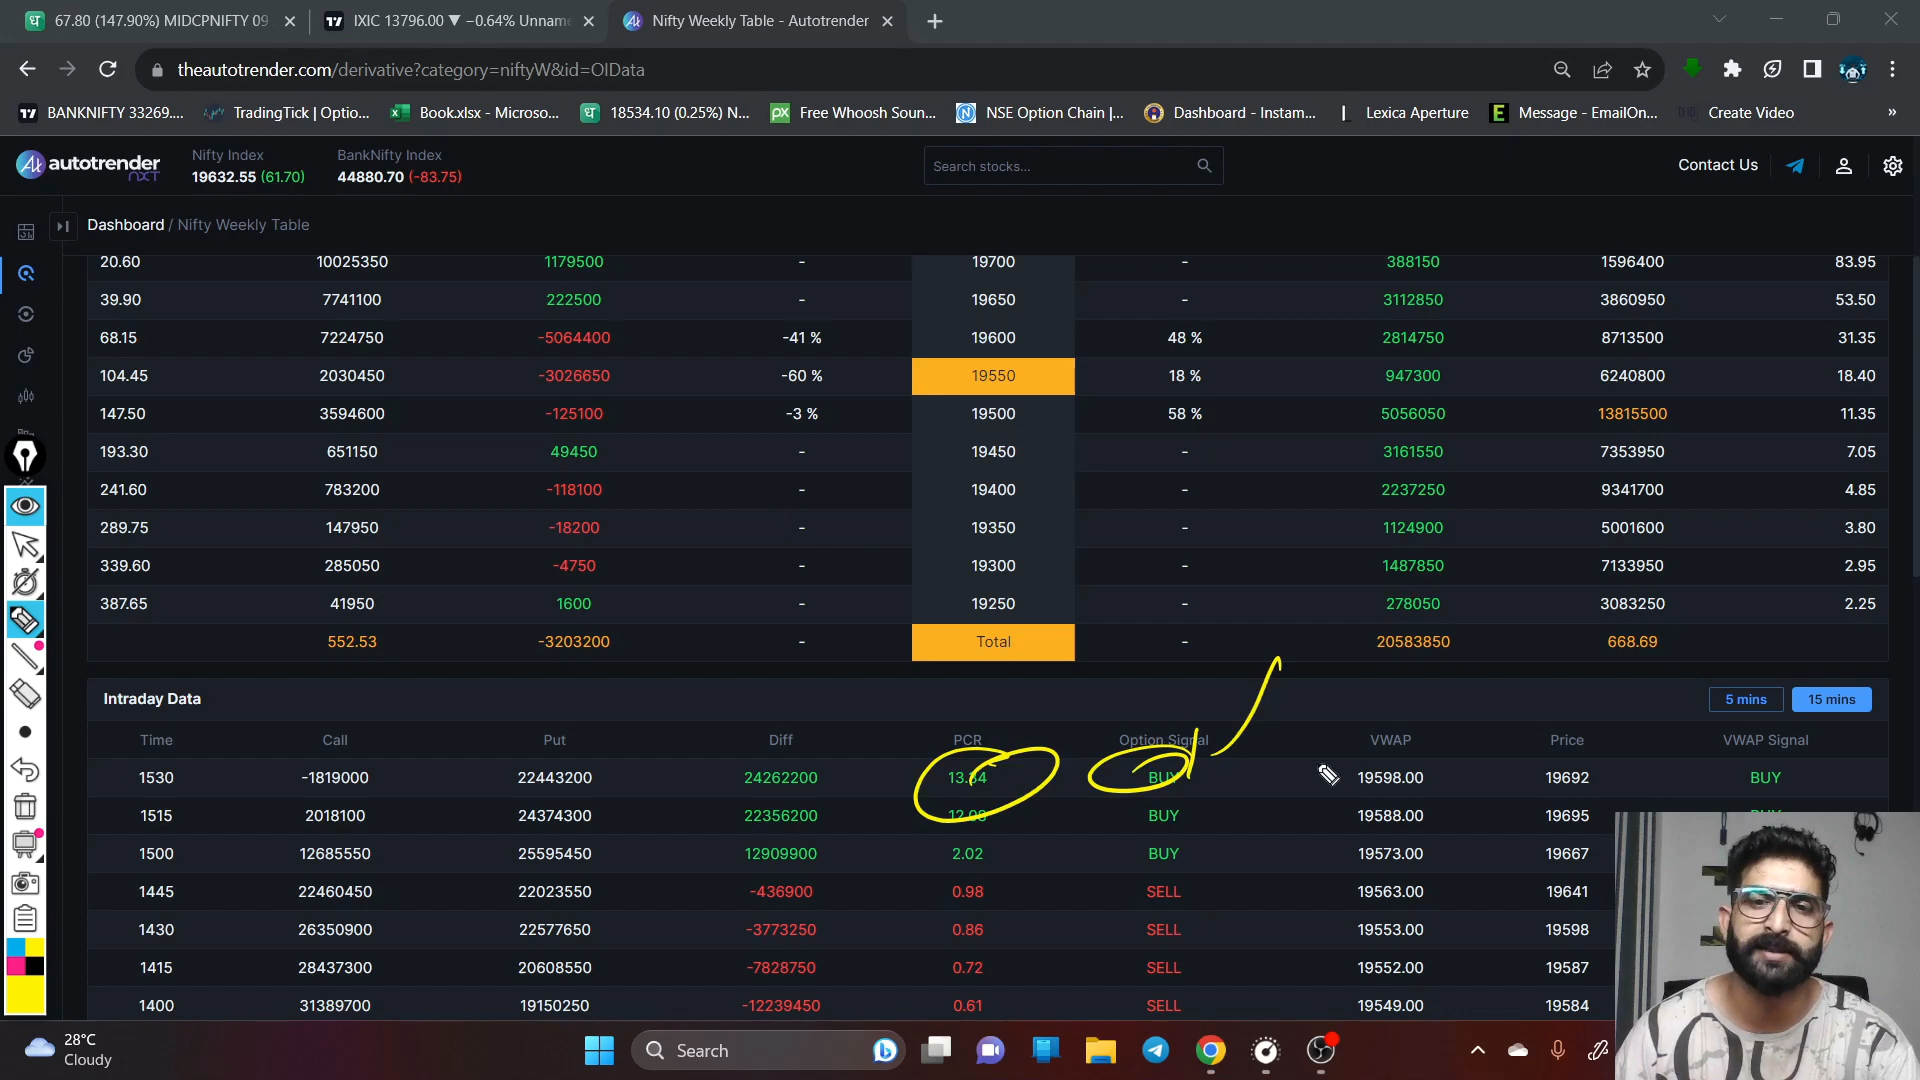 67.80 (147.90%) MIDCPNIFTY 09
IXIC 13796.00 ▼ −0.64% Unname
Nifty Weekly Table - Autotrender
theautotrender.com/derivative?category=niftyW&id=OIData
BANKNIFTY 33269.... TradingTick | Optio... Book.xlsx - Microso... 18534.10 (0.25%) N... Free Whoosh Soun... NSE Option Chain |... Dashboard - Instam... Lexica Aperture Message - EmailOn... Create Video »
autotrender NXT
Nifty Index
19632.55 (61.70)
BankNifty Index
44880.70 (-83.75)
Search stocks...
Contact Us
Dashboard / Nifty Weekly Table
20.60 10025350 1179500 - 19700 - 388150 1596400 83.95
39.90 7741100 222500 - 19650 - 3112850 3860950 53.50
68.15 7224750 -5064400 -41 % 19600 48 % 2814750 8713500 31.35
104.45 2030450 -3026650 -60 % 19550 18 % 947300 6240800 18.40
147.50 3594600 -125100 -3 % 19500 58 % 5056050 13815500 11.35
193.30 651150 49450 - 19450 - 3161550 7353950 7.05
241.60 783200 -118100 - 19400 - 2237250 9341700 4.85
289.75 147950 -18200 - 19350 - 1124900 5001600 3.80
339.60 285050 -4750 - 19300 - 1487850 7133950 2.95
387.65 41950 1600 - 19250 - 278050 3083250 2.25
552.53 -3203200 - Total - 20583850 668.69
Intraday Data 5 mins 15 mins
Time Call Put Diff PCR Option Signal VWAP Price VWAP Signal
1530 -1819000 22443200 24262200 13.34 BUY 19598.00 19692 BUY
1515 2018100 24374300 22356200 12.08 BUY 19588.00 19695
1500 12685550 25595450 12909900 2.02 BUY 19573.00 19667
1445 22460450 22023550 -436900 0.98 SELL 19563.00 19641
1430 26350900 22577650 -3773250 0.86 SELL 19553.00 19598
1415 28437300 20608550 -7828750 0.72 SELL 19552.00 19587
1400 31389700 19150250 -12239450 0.61 SELL 19549.00 19584
28°C
Cloudy
Search